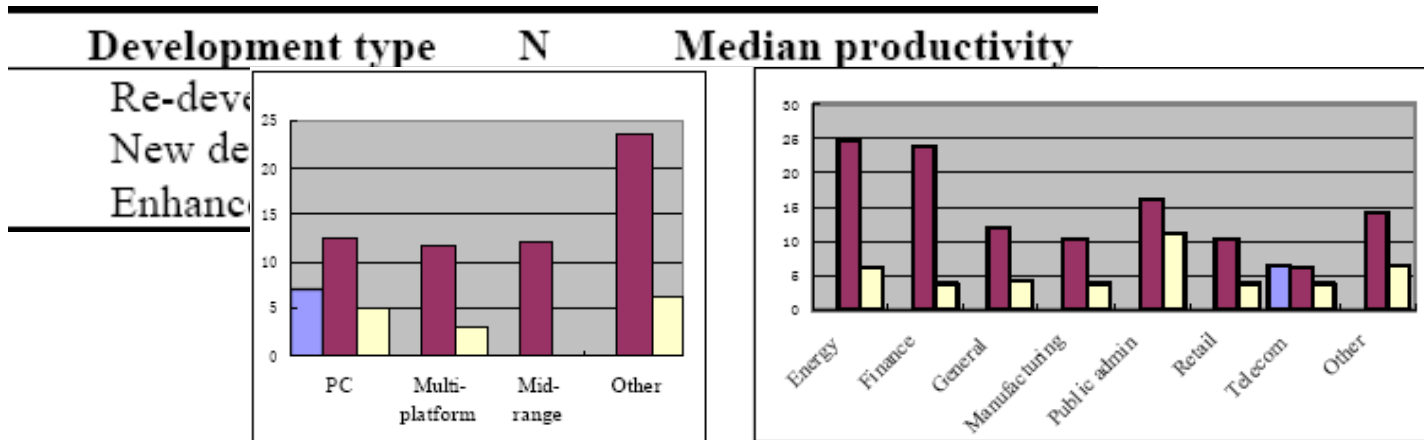 Development type N Median productivity
Re-deve
New de
Enhanc
25
20
15
10
5
0
PC Multi-platform Mid-range Other
30
25
20
15
10
5
0
Energy Finance General Manufacturing Public admin Retail Telecom Other